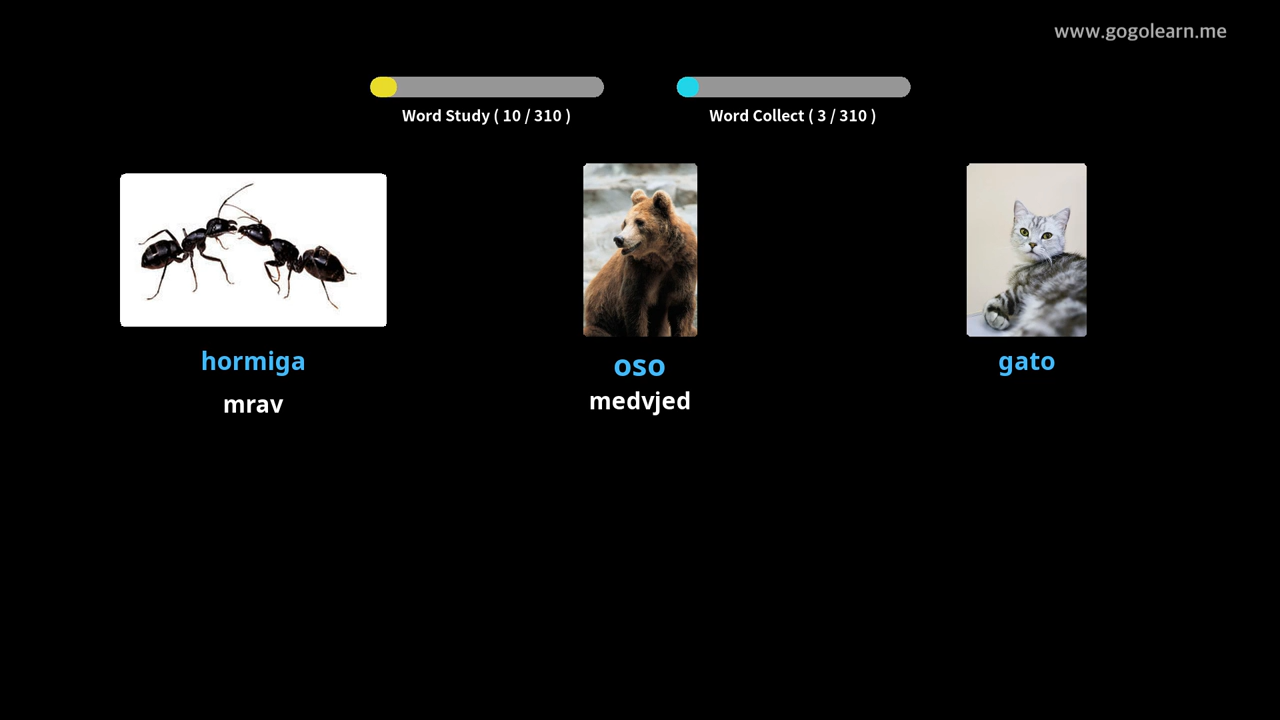 www.gogolearn.me
Word Study ( 10 / 310 )
Word Collect ( 3 / 310 )
hormiga
mrav
oso
medvjed
gato